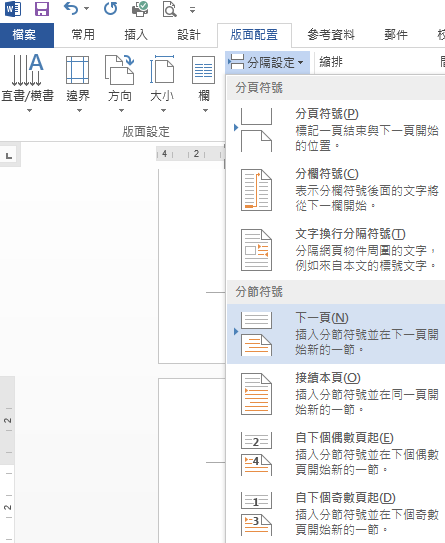 檔案 常用 插入 設計 版面配置 參考資料 郵件 校
直書/橫書 邊界 方向 大小 欄 分隔設定 縮排
版面設定
分頁符號
分頁符號(P)
標記一頁結束與下一頁開始
的位置。
分欄符號(C)
表示分欄符號後面的文字將
從下一欄開始。
文字換行分隔符號(T)
分隔網頁物件周圍的文字，
例如來自本文的標號文字。
分節符號
下一頁(N)
插入分節符號並在下一頁開
始新的一節。
接續本頁(O)
插入分節符號並在同一頁開
始新的一節。
自下個偶數頁起(E)
插入分節符號並在下個偶數
頁開始新的一節。
自下個奇數頁起(D)
插入分節符號並在下個奇數
頁開始新的一節。
L
4 2
2
2
A
2
4
1
3